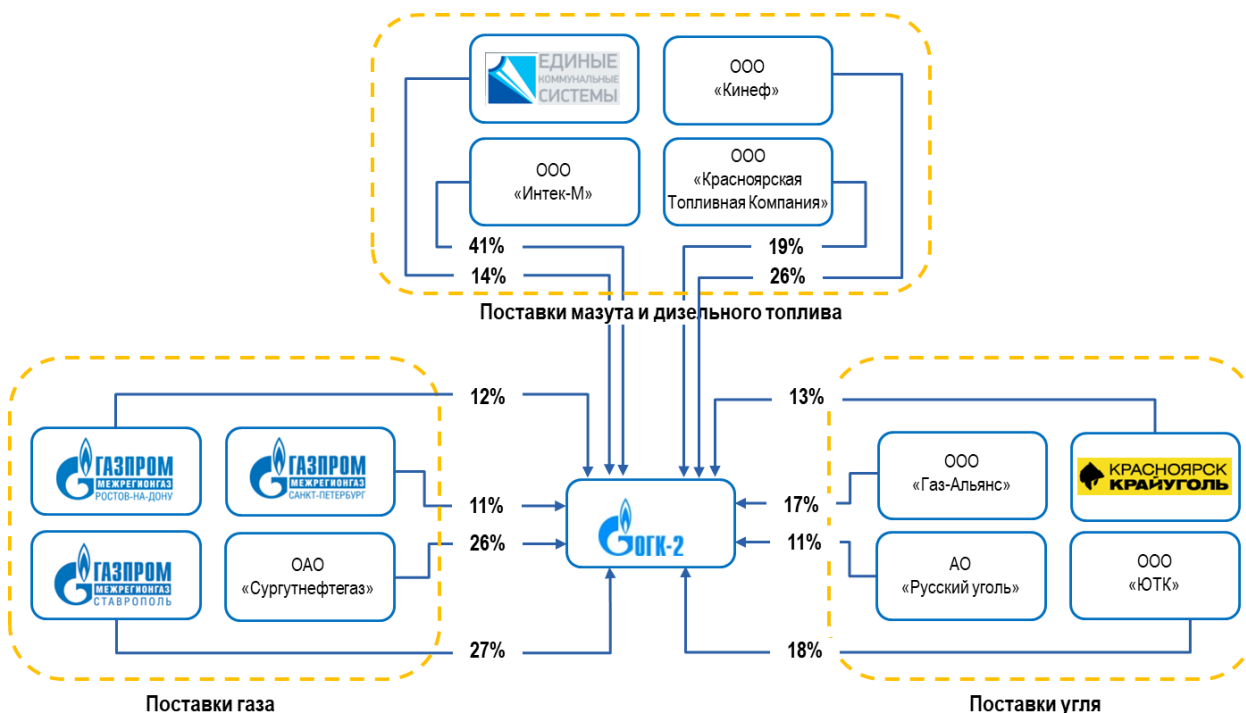 ЕДИНЫЕ
КОММУНАЛЬНЫЕ
СИСТЕМЫ
ООО
«Кинеф»
ООО
«Интек-М»
ООО
«Красноярская
Топливная Компания»
41%
19%
14%
26%
Поставки мазута и дизельного топлива
12%
13%
ГАЗПРОМ
МЕЖРЕГИОНГАЗ
РОСТОВ-НА-ДОНУ
ГАЗПРОМ
МЕЖРЕГИОНГАЗ
САНКТ-ПЕТЕРБУРГ
ООО
«Газ-Альянс»
КРАСНОЯРСК
КРАЙУГОЛЬ
11%
17%
ОГК-2
26%
11%
ГАЗПРОМ
МЕЖРЕГИОНГАЗ
СТАВРОПОЛЬ
ОАО
«Сургутнефтегаз»
АО
«Русский уголь»
ООО
«ЮТК»
27%
18%
Поставки газа
Поставки угля